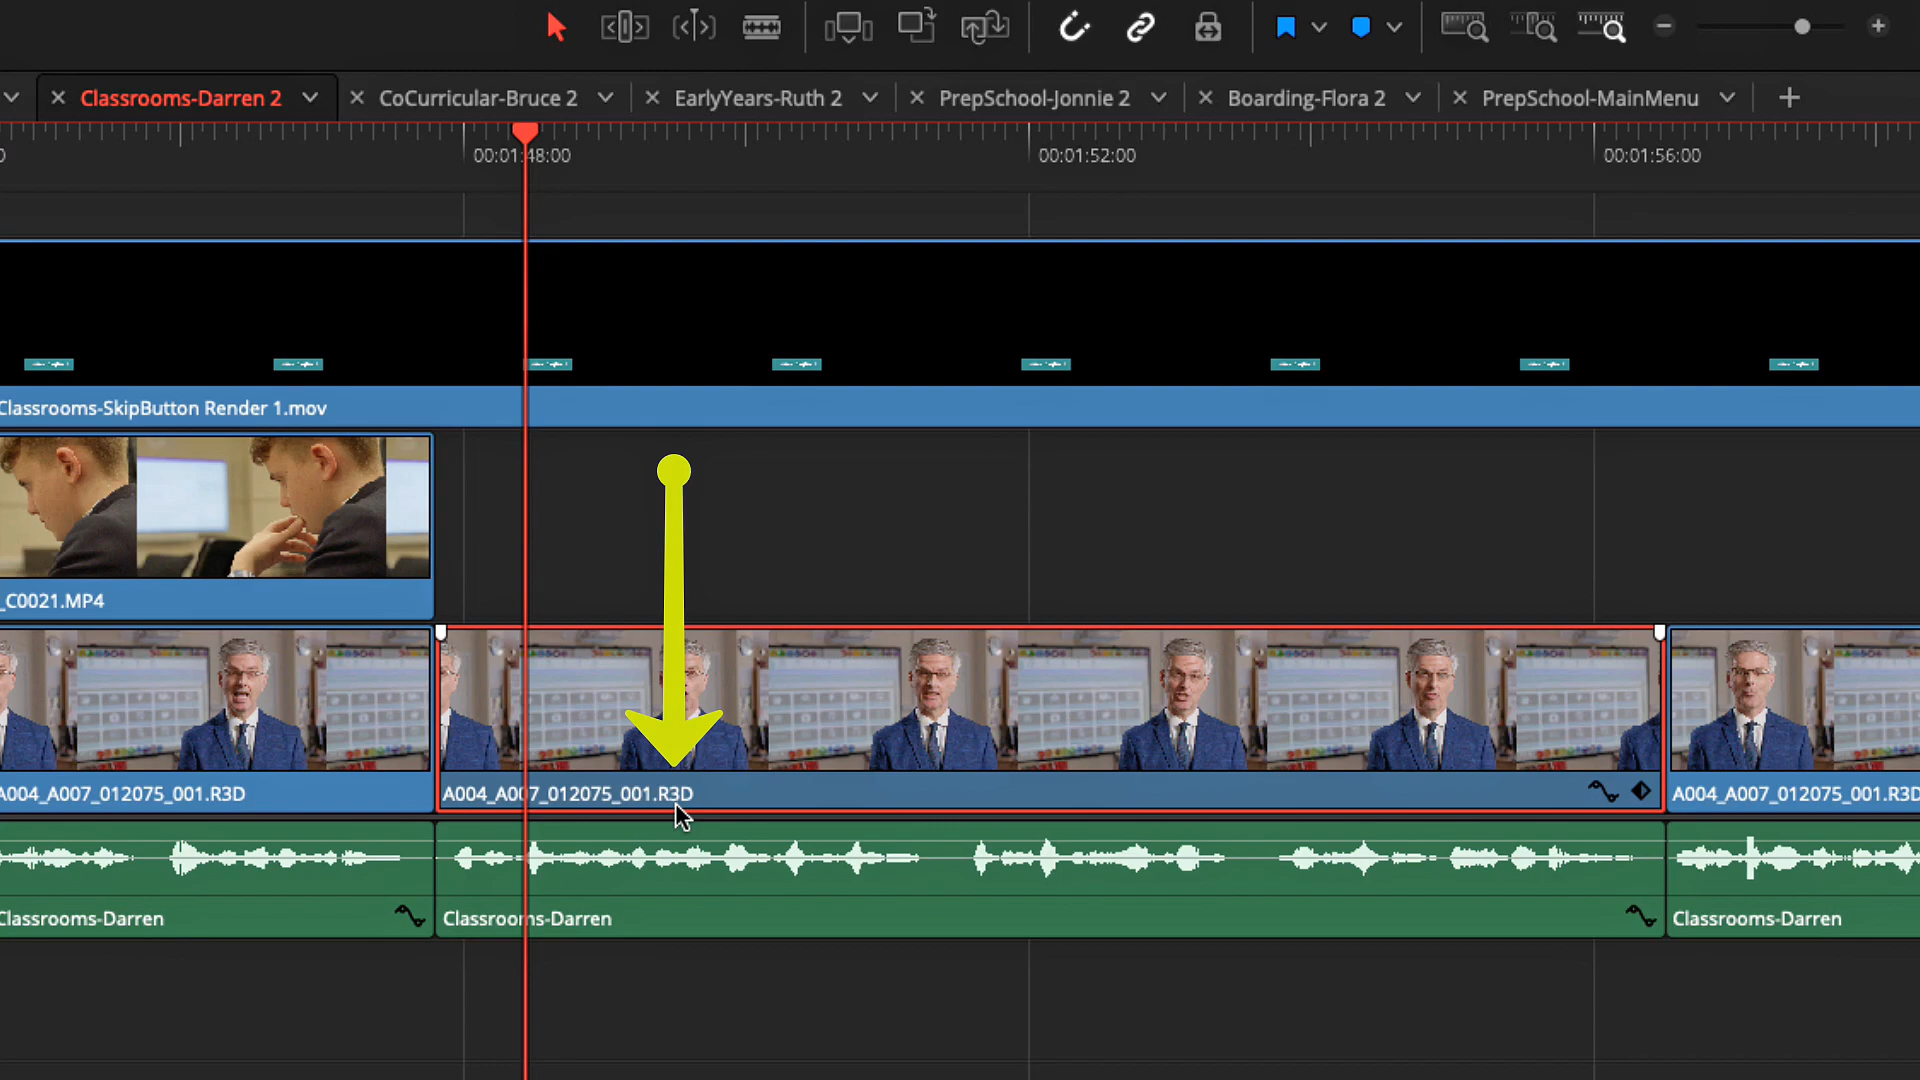 Classrooms-Darren 2
CoCurricular-Bruce 2
EarlyYears-Ruth 2
PrepSchool-Jonnie 2
Boarding-Flora 2
PrepSchool-MainMenu
0
00:01:48:00
00:01:52:00
00:01:56:00
Classrooms-SkipButton Render 1.mov
_C0021.MP4
A004_A007_012075_001.R3D
A004_A007_012075_001.R3D
A004_A007_012075_001.R3D
Classrooms-Darren
Classrooms-Darren
Classrooms-Darren